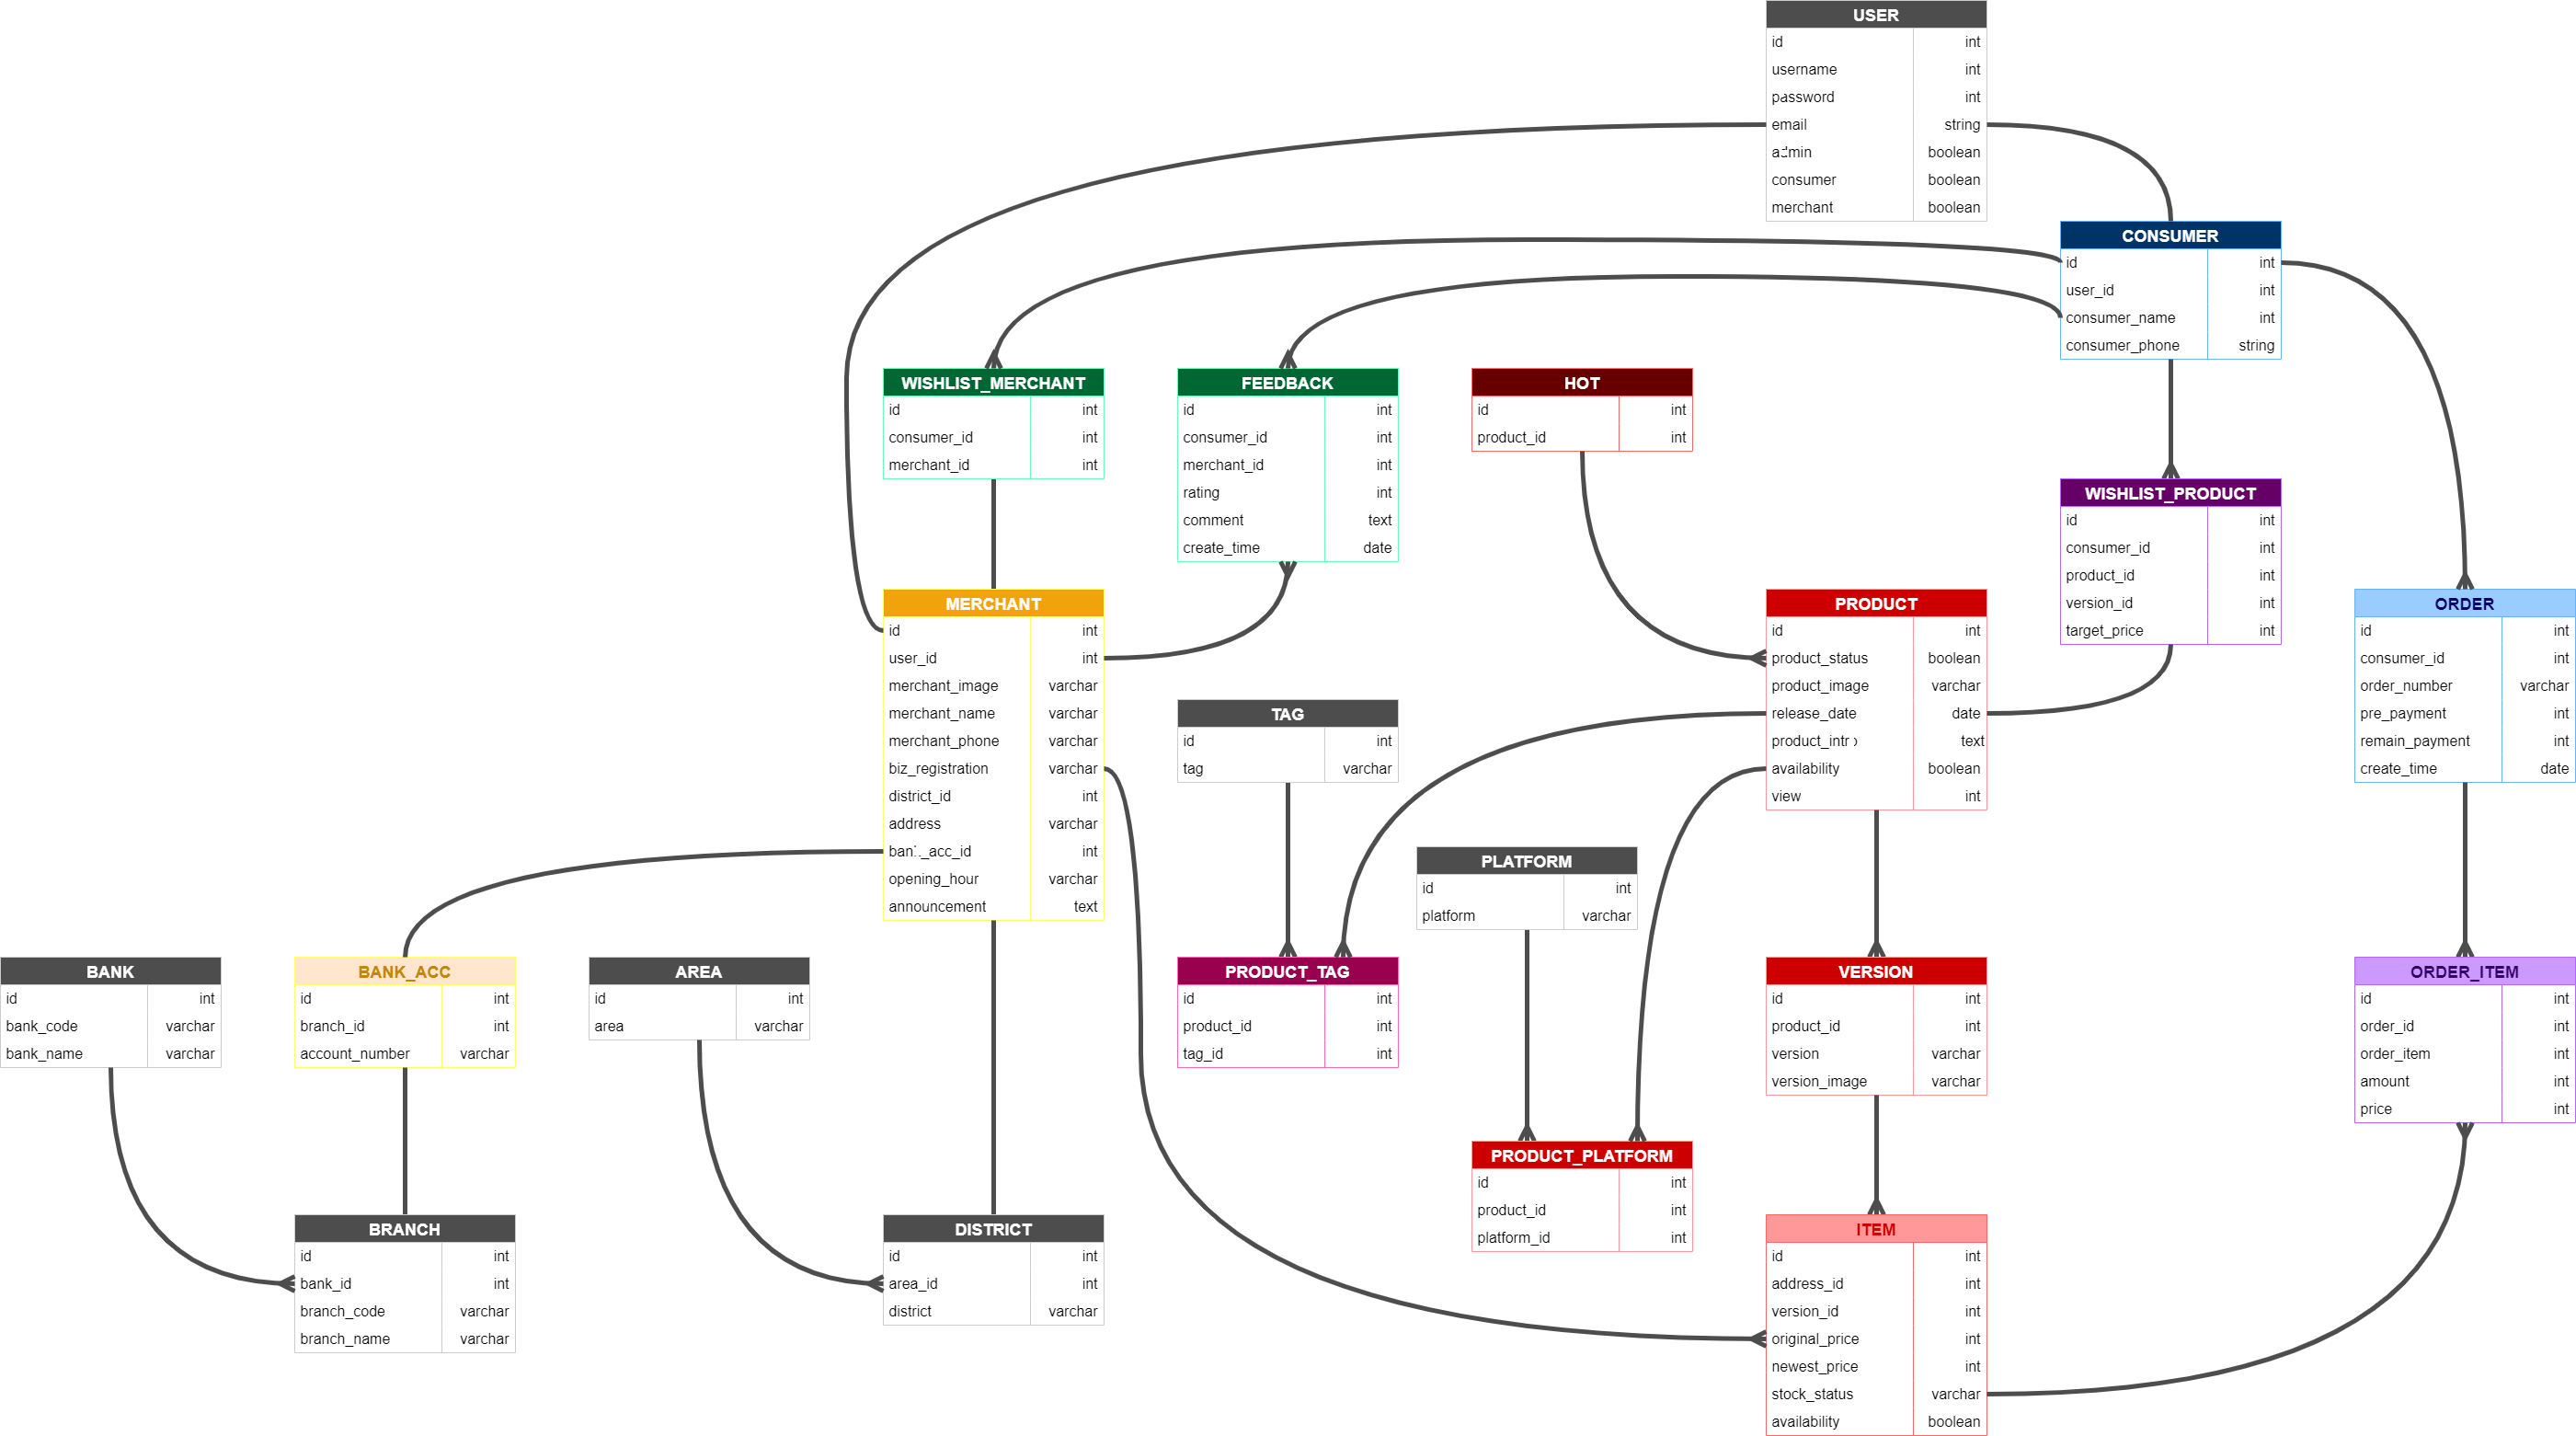 USER
id int
username int
password int
email string
admin boolean
consumer boolean
merchant boolean
CONSUMER
id int
user_id int
consumer_name int
consumer_phone string
WISHLIST_MERCHANT
id int
consumer_id int
merchant_id int
FEEDBACK
id int
consumer_id int
merchant_id int
rating int
comment text
create_time date
HOT
id int
product_id int
WISHLIST_PRODUCT
id int
consumer_id int
product_id int
version_id int
target_price int
MERCHANT
id int
user_id int
merchant_image varchar
merchant_name varchar
merchant_phone varchar
biz_registration varchar
district_id int
address varchar
bank_acc_id int
opening_hour varchar
announcement text
PRODUCT
id int
product_status boolean
product_image varchar
release_date date
product_intro text
availability boolean
view int
ORDER
id int
consumer_id int
order_number varchar
pre_payment int
remain_payment int
create_time date
TAG
id int
tag varchar
PLATFORM
id int
platform varchar
BANK
id int
bank_code varchar
bank_name varchar
BANK_ACC
id int
branch_id int
account_number varchar
AREA
id int
area varchar
PRODUCT_TAG
id int
product_id int
tag_id int
VERSION
id int
product_id int
version varchar
version_image varchar
ORDER_ITEM
id int
order_id int
order_item int
amount int
price int
PRODUCT_PLATFORM
id int
product_id int
platform_id int
BRANCH
id int
bank_id int
branch_code varchar
branch_name varchar
DISTRICT
id int
area_id int
district varchar
ITEM
id int
address_id int
version_id int
original_price int
newest_price int
stock_status varchar
availability boolean